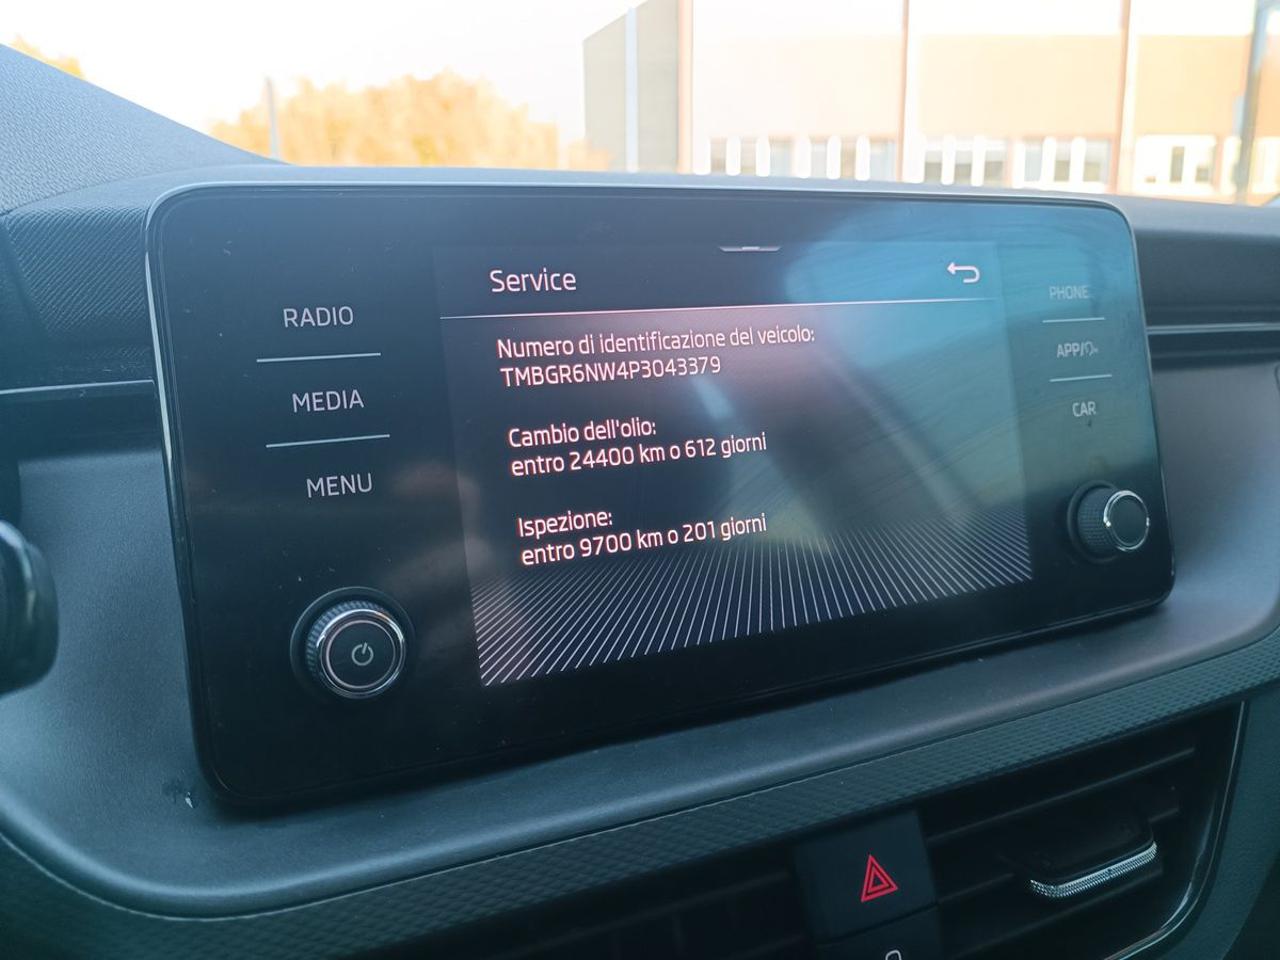 Service
RADIO
MEDIA
MENU
Numero di identificazione del veicolo:
TMBGR6NW4P3043379
Cambio dell'olio:
entro 24400 km o 612 giorni
Ispezione:
entro 9700 km o 201 giorni
PHONE
APP/
CAR